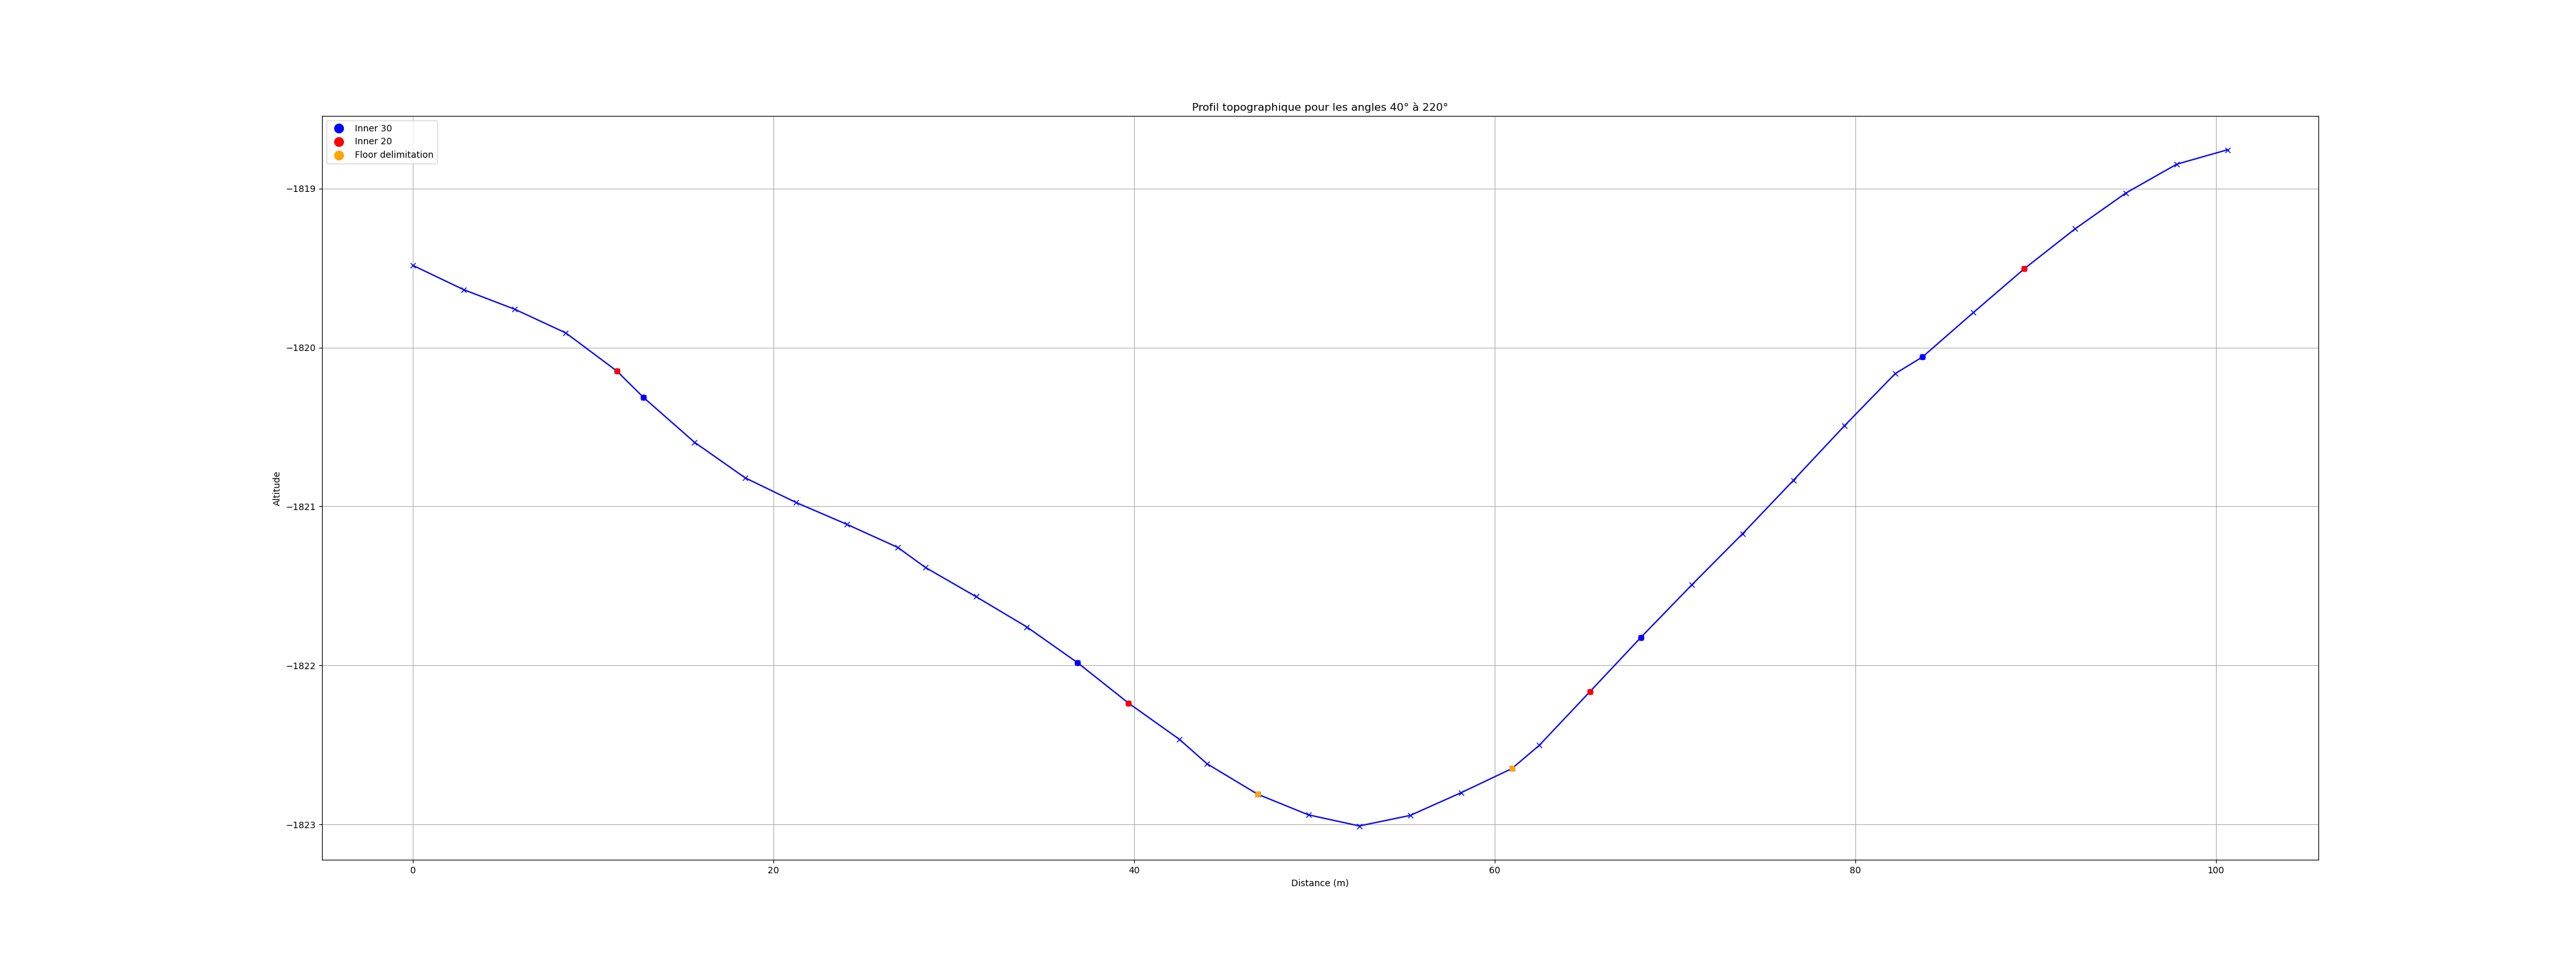 Profil topographique pour les angles 40° à 220°
Inner 30
Inner 20
Floor delimitation
−1819
−1820
−1821
−1822
−1823
Altitude
0 20 40 60 80 100
Distance (m)